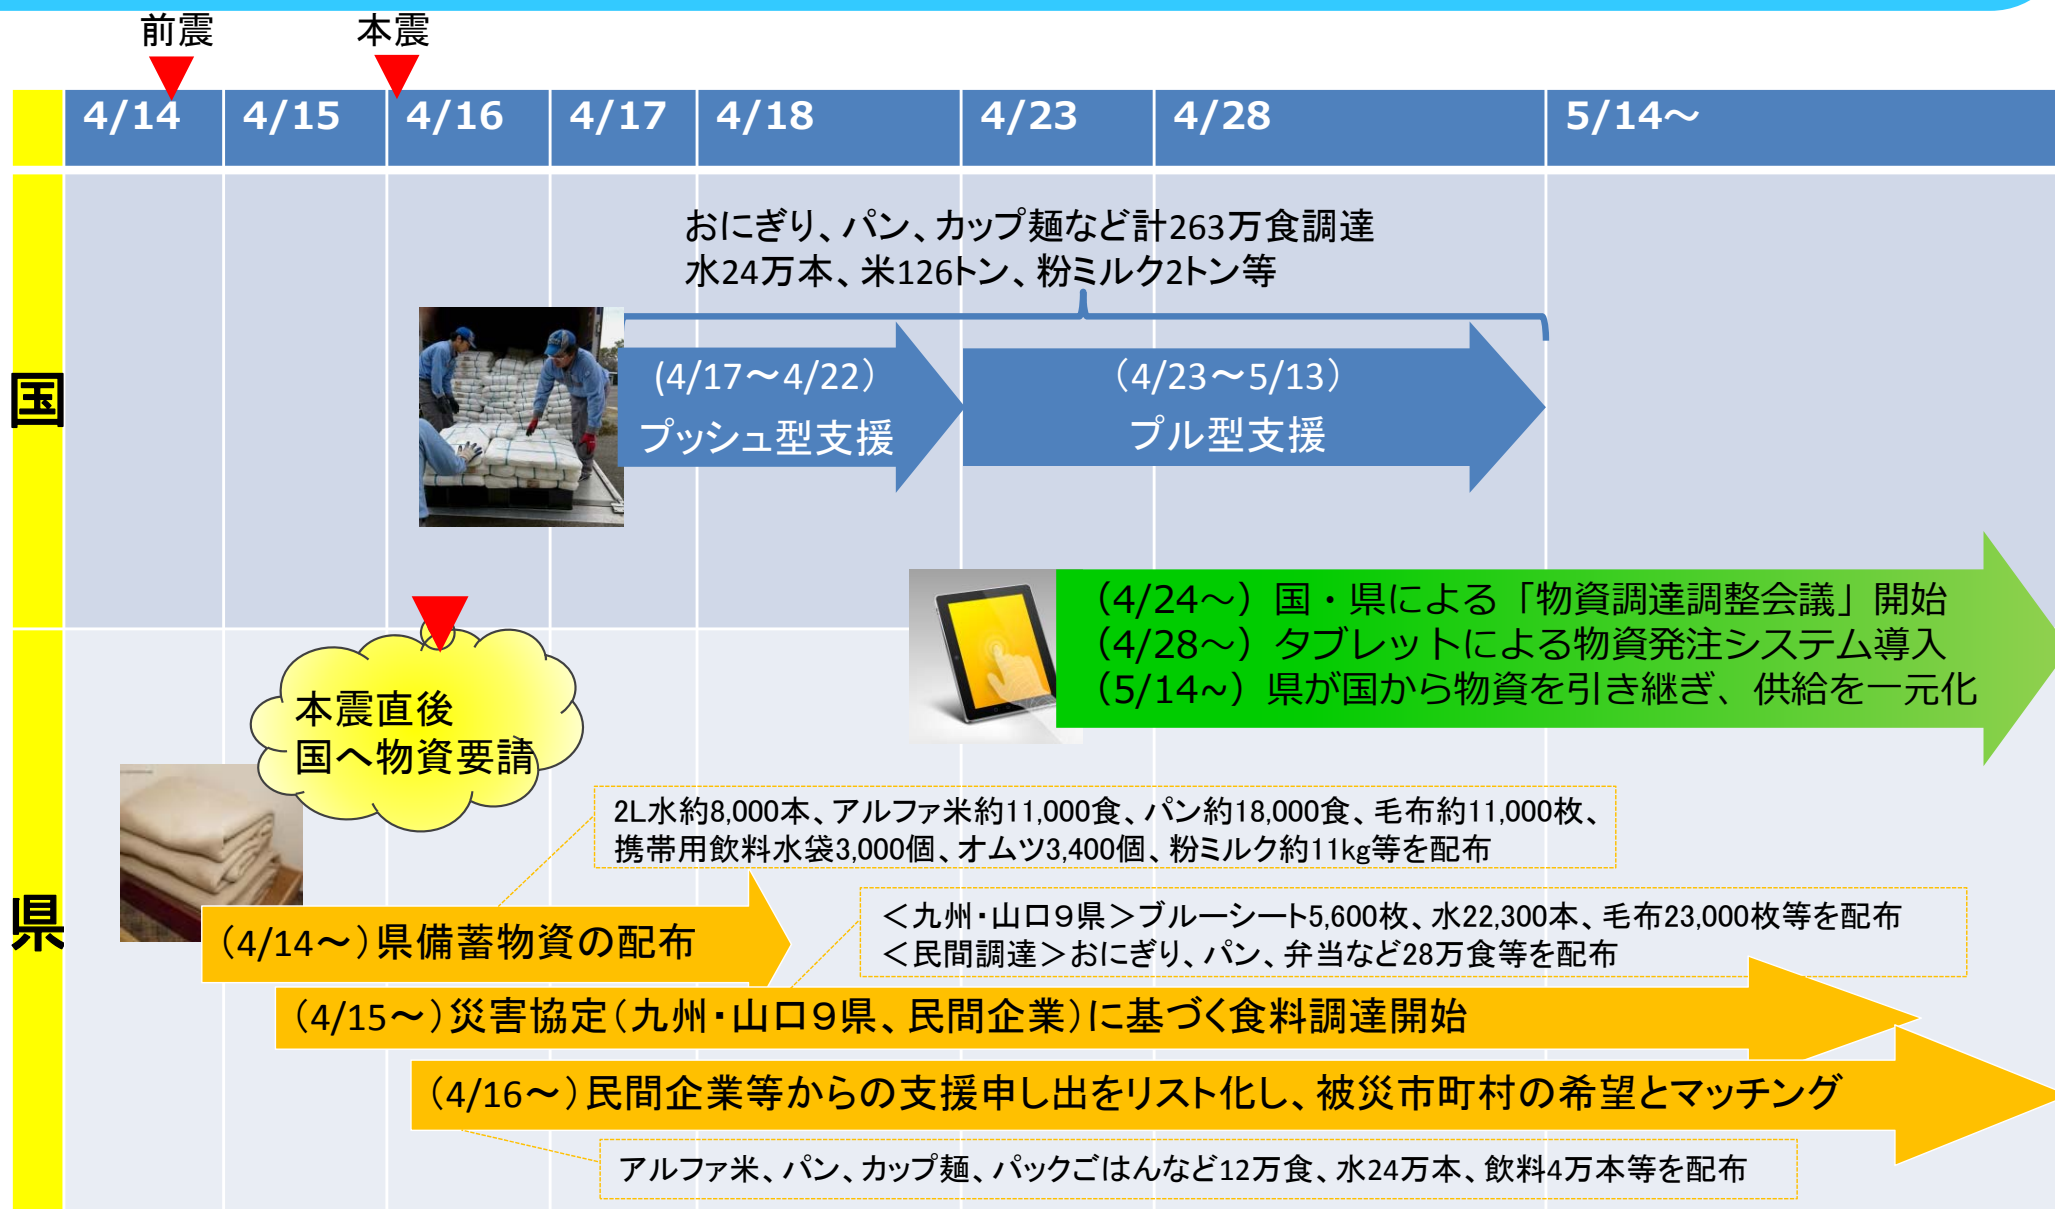 前震
本震
4/14
4/15
4/16
4/17
4/18
4/23
4/28
5/14～
国
おにぎり、パン、カップ麺など計263万食調達
水24万本、米126トン、粉ミルク2トン等
(4/17～4/22）
プッシュ型支援
（4/23～5/13）
プル型支援
（4/24～）国・県による「物資調達調整会議」開始
（4/28～）タブレットによる物資発注システム導入
（5/14~）県が国から物資を引き継ぎ、供給を一元化
県
本震直後
国へ物資要請
2L水約8,000本、アルファ米約11,000食、パン約18,000食、毛布約11,000枚、
携帯用飲料水袋3,000個、オムツ3,400個、粉ミルク約11kg等を配布
（4/14～）県備蓄物資の配布
＜九州・山口９県＞ブルーシート5,600枚、水22,300本、毛布23,000枚等を配布
＜民間調達＞おにぎり、パン、弁当など28万食等を配布
（4/15～）災害協定（九州・山口９県、民間企業）に基づく食料調達開始
（4/16～）民間企業等からの支援申し出をリスト化し、被災市町村の希望とマッチング
アルファ米、パン、カップ麺、パックごはんなど12万食、水24万本、飲料4万本等を配布